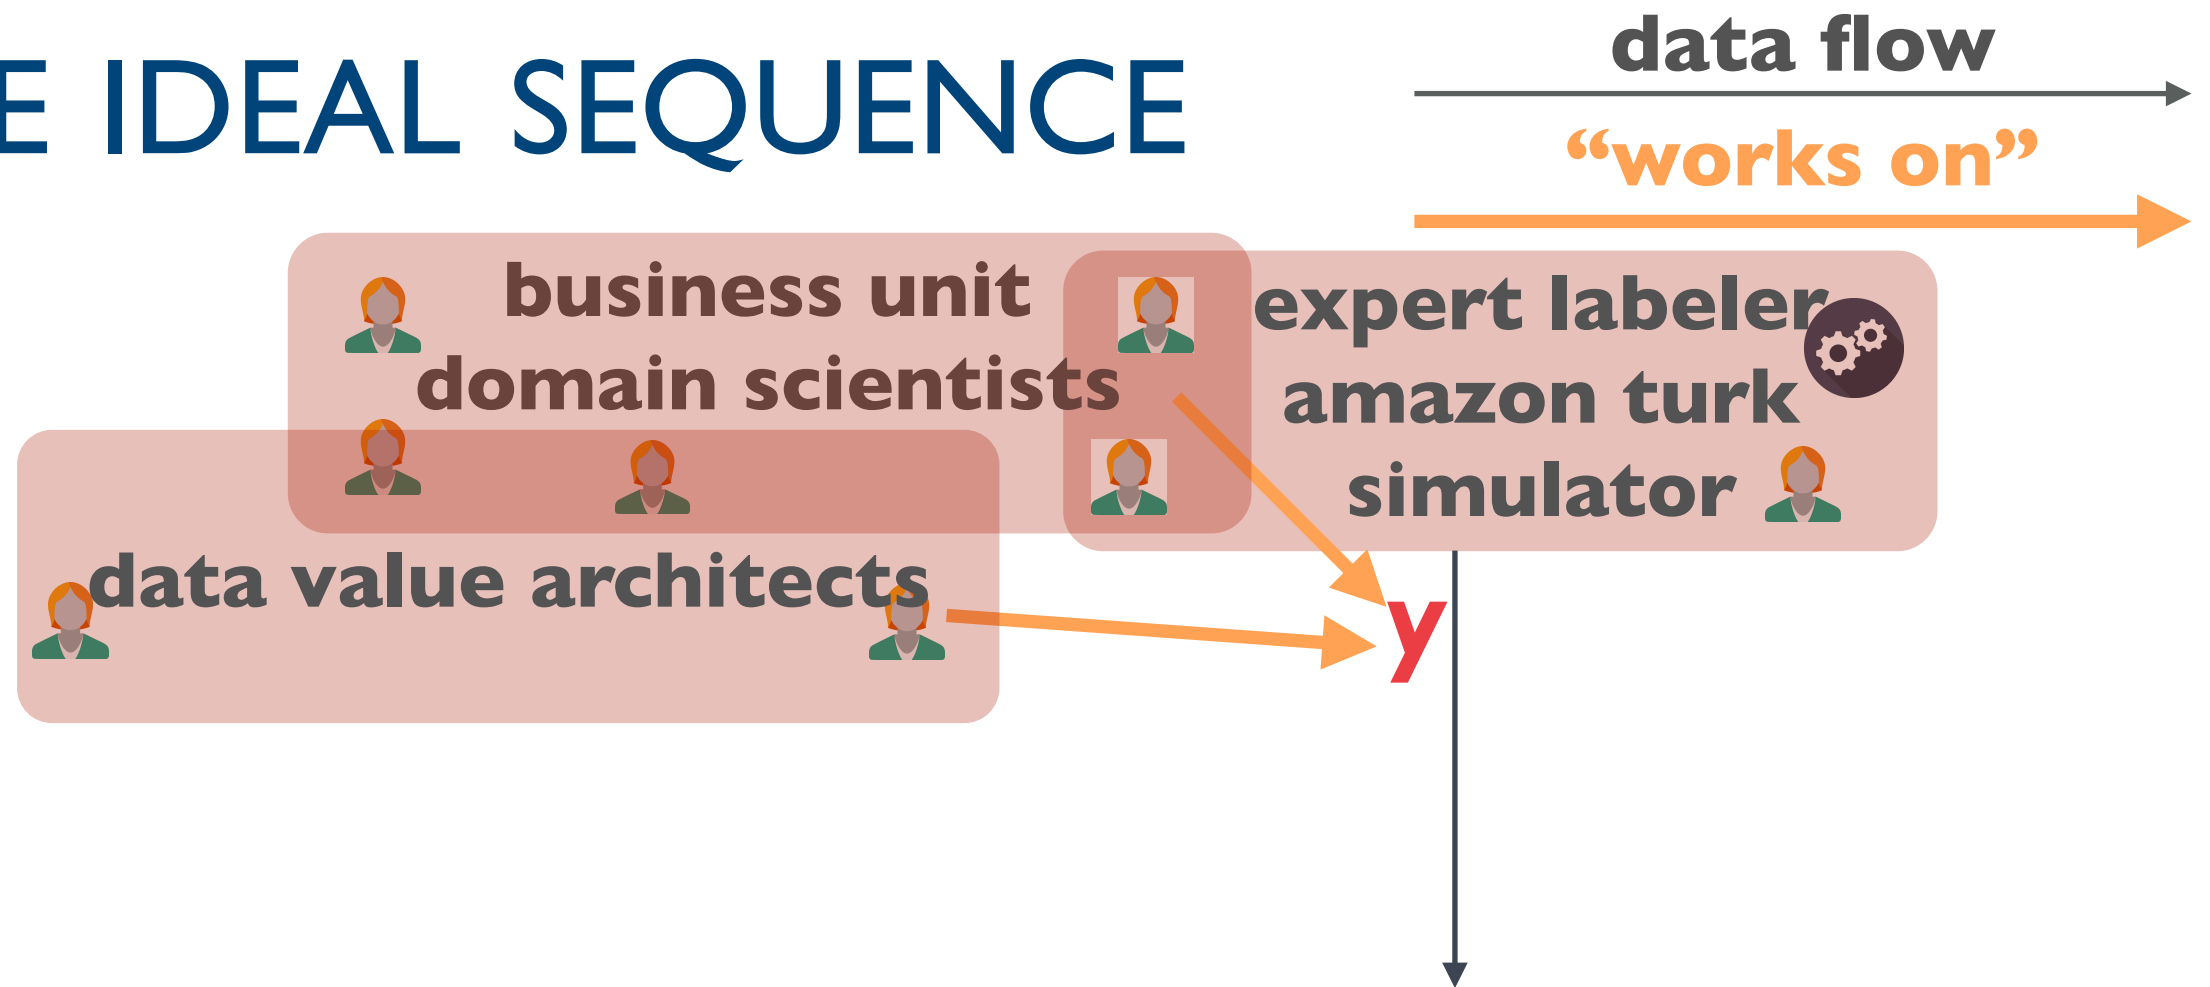 E IDEAL SEQUENCE
data flow
“works on”
business unit
domain scientists
expert labeler
amazon turk
simulator
data value architects
y